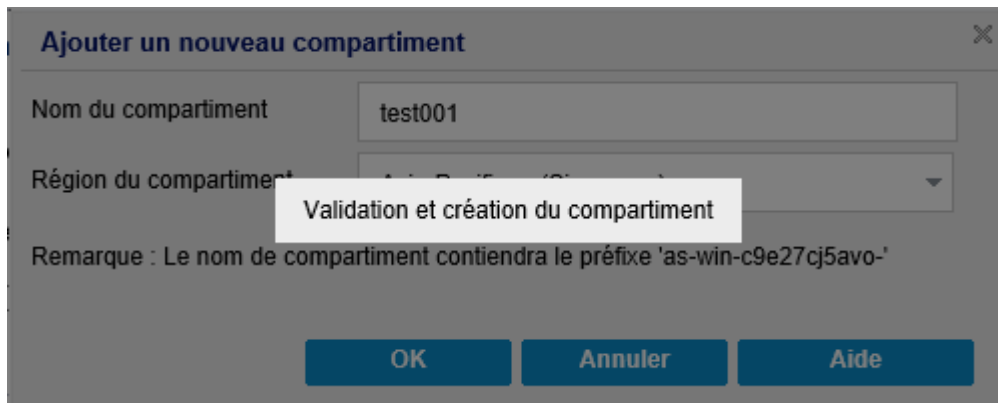 Ajouter un nouveau compartiment
Nom du compartiment
test001
Région du compartiment
Validation et création du compartiment
Remarque : Le nom de compartiment contiendra le préfixe 'as-win-c9e27cj5avo-'
OK
Annuler
Aide